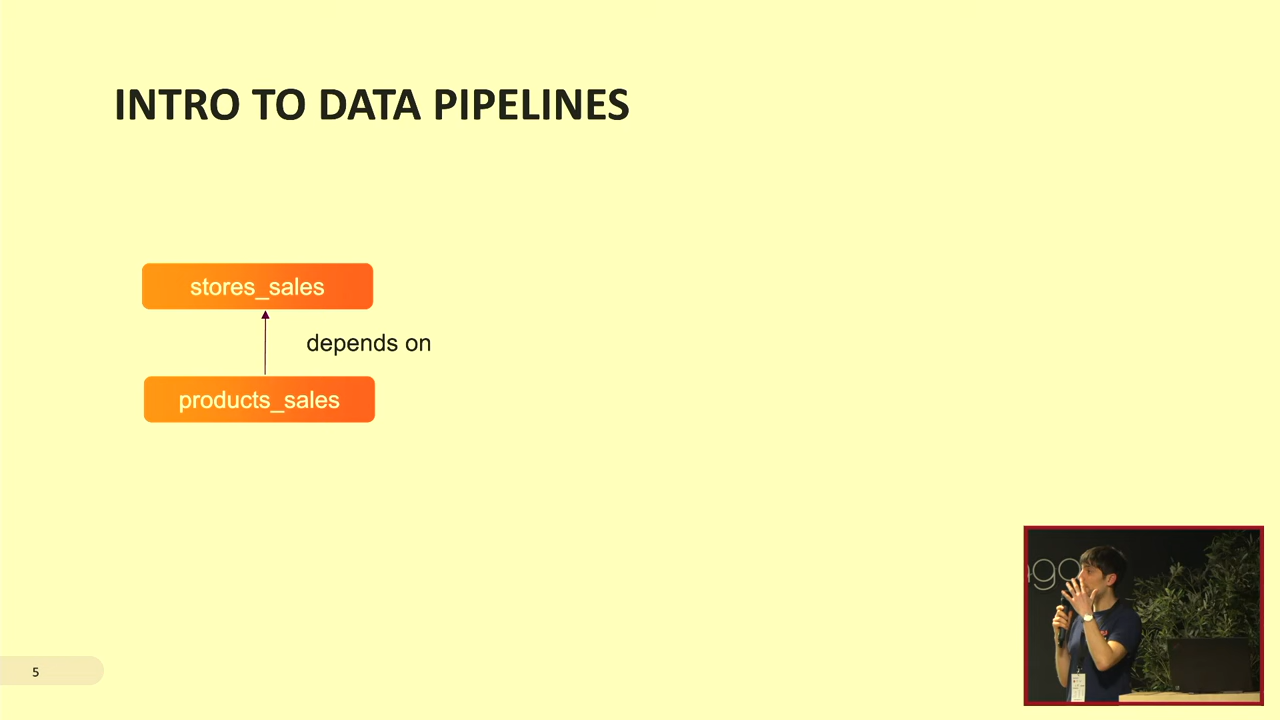 INTRO TO DATA PIPELINES
stores_sales
depends on
products_sales
5